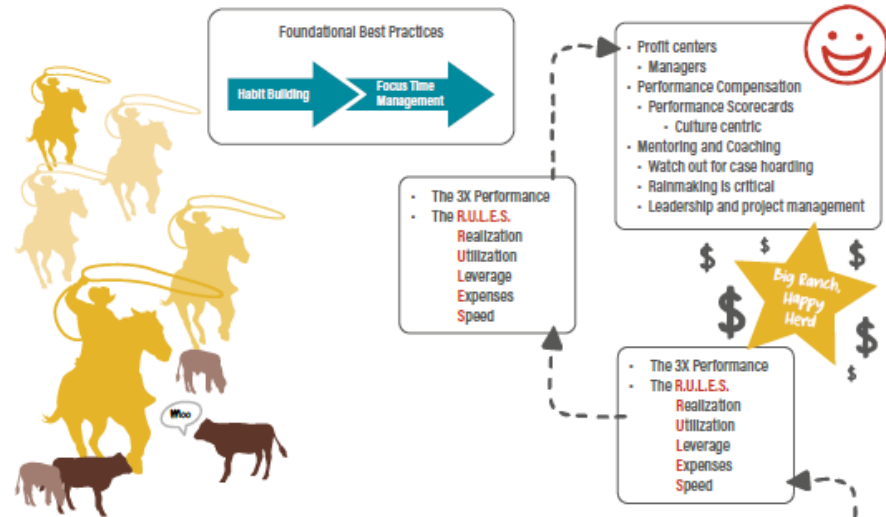 Foundational Best Practices
Habit Building
Focus Time
Management
• Profit centers
• Managers
• Performance Compensation
• Performance Scorecards
• Culture centric
• Mentoring and Coaching
• Watch out for case hoarding
• Rainmaking is critical
• Leadership and project management
• The 3X Performance
• The R.U.L.E.S.
Realization
Utilization
Leverage
Expenses
Speed
$ $ $ $ $ $
Big Ranch,
Happy
Herd
• The 3X Performance
• The R.U.L.E.S.
Realization
Utilization
Leverage
Expenses
Speed